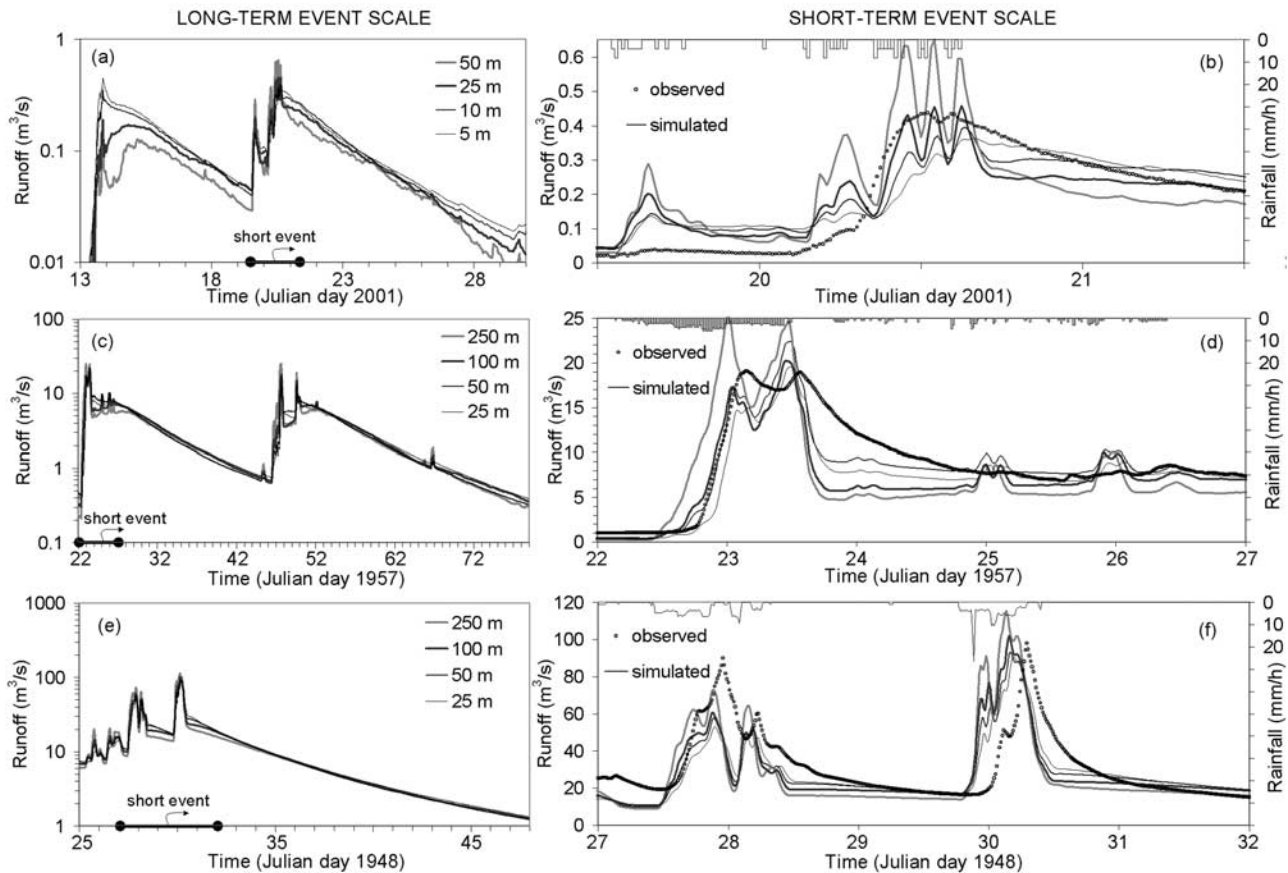 LONG-TERM EVENT SCALE
SHORT-TERM EVENT SCALE
(a)
1
0.1
0.01
Runoff (m³/s)
50 m
25 m
10 m
5 m
short event
13 18 23 28
Time (Julian day 2001)
(b)
0.6
0.5
0.4
0.3
0.2
0.1
0
Runoff (m³/s)
observed
simulated
0
10
20
30
40
Rainfall (mm/h)
20 21
Time (Julian day 2001)
(c)
100
10
1
0.1
Runoff (m³/s)
250 m
100 m
50 m
25 m
short event
22 32 42 52 62 72
Time (Julian day 1957)
(d)
25
20
15
10
5
0
Runoff (m³/s)
observed
simulated
0
10
20
30
40
Rainfall (mm/h)
22 23 24 25 26 27
Time (Julian day 1957)
(e)
1000
100
10
1
Runoff (m³/s)
250 m
100 m
50 m
25 m
short event
25 35 45
Time (Julian day 1948)
(f)
120
100
80
60
40
20
0
Runoff (m³/s)
observed
simulated
0
10
20
30
40
Rainfall (mm/h)
27 28 29 30 31 32
Time (Julian day 1948)